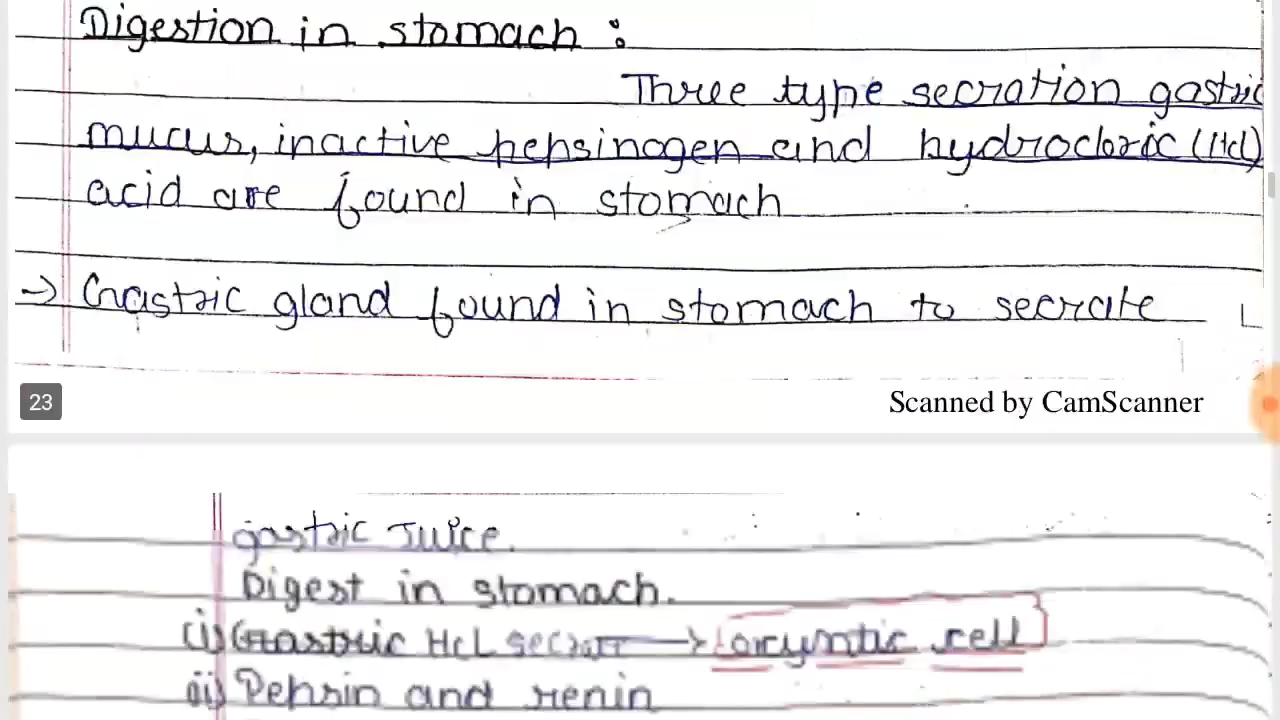 Digestion in stomach :
Three type secration gastric
mucus, inactive pepsinogen and hydrocloric (Hcl)
acid are found in stomach
→ Gastric gland found in stomach to secrate
23
Scanned by CamScanner
gastric Juice.
Digest in stomach.
(i) Gastric HCL secrate → oxyntic cell
(ii) Pepsin and renin